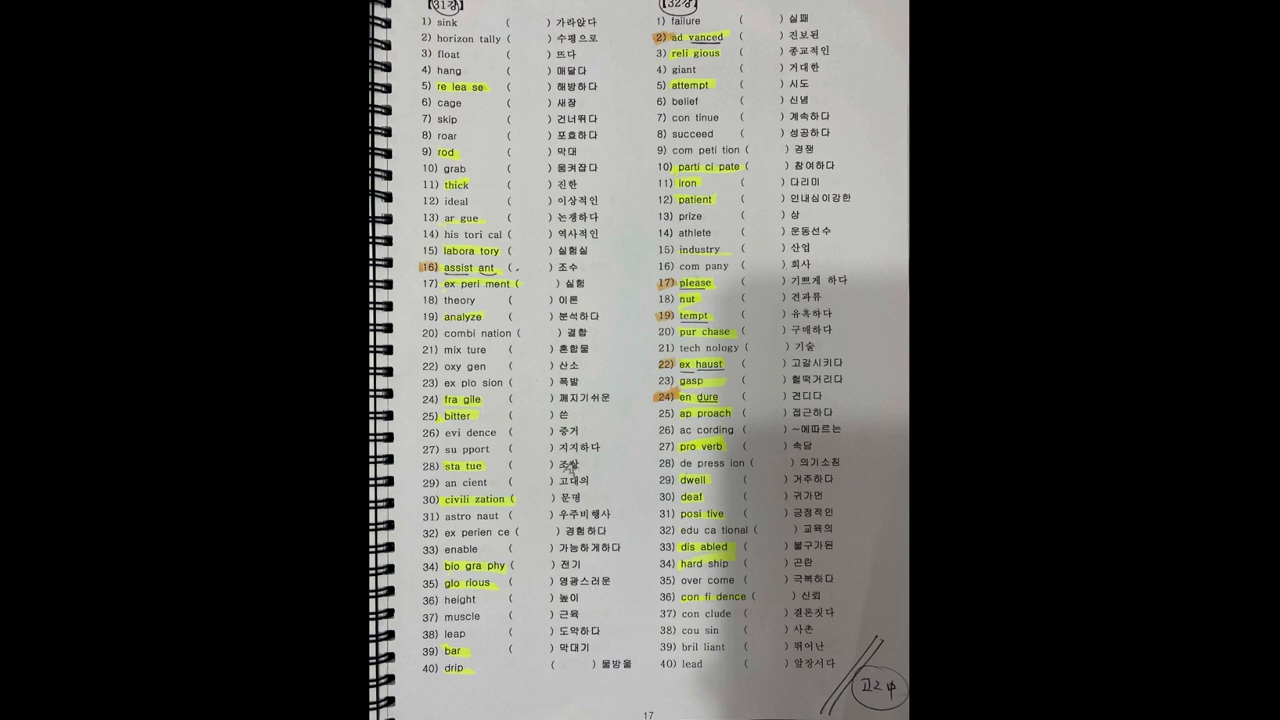 【31강】
1) sink ( ) 가라앉다
2) horizon tally ( ) 수평으로
3) float ( ) 뜨다
4) hang ( ) 매달다
5) re lea se ( ) 해방하다
6) cage ( ) 새장
7) skip ( ) 건너뛰다
8) roar ( ) 포효하다
9) rod ( ) 막대
10) grab ( ) 움켜잡다
11) thick ( ) 진한
12) ideal ( ) 이상적인
13) ar gue ( ) 논쟁하다
14) his tori cal ( ) 역사적인
15) labora tory ( ) 실험실
16) assist ant ( ) 조수
17) ex peri ment ( ) 실험
18) theory ( ) 이론
19) analyze ( ) 분석하다
20) combi nation ( ) 결합
21) mix ture ( ) 혼합물
22) oxy gen ( ) 산소
23) ex plo sion ( ) 폭발
24) fra gile ( ) 깨지기쉬운
25) bitter ( ) 쓴
26) evi dence ( ) 증거
27) su pport ( ) 지지하다
28) sta tue ( ) 조상
29) an cient ( ) 고대의
30) civili zation ( ) 문명
31) astro naut ( ) 우주비행사
32) ex perien ce ( ) 경험하다
33) enable ( ) 가능하게하다
34) bio gra phy ( ) 전기
35) glo rious ( ) 영광스러운
36) height ( ) 높이
37) muscle ( ) 근육
38) leap ( ) 도약하다
39) bar ( ) 막대기
40) drip ) 물방울
【32강】
1) failure ( ) 실패
2) ad vanced ( ) 진보된
3) reli gious ( ) 종교적인
4) giant ( ) 거대한
5) attempt ( ) 시도
6) belief ( ) 신념
7) con tinue ( ) 계속하다
8) succeed ( ) 성공하다
9) com peti tion ( ) 경쟁
10) parti ci pate ( ) 참여하다
11) iron ( ) 다리미
12) patient ( ) 인내심이강한
13) prize ( ) 상
14) athlete ( ) 운동선수
15) industry ( ) 산업
16) com pany ( ) 회사
17) please ( ) 기쁘게 하다
18) nut ( ) 견과류
19) tempt ( ) 유혹하다
20) pur chase ( ) 구매하다
21) tech nology ( ) 기술
22) ex haust ( ) 고갈시키다
23) gasp ( ) 헐떡거리다
24) en dure ( ) 견디다
25) ap proach ( ) 접근하다
26) ac cording ( ) ~에따르는
27) pro verb ( ) 속담
28) de press ion ( ) 의기소침
29) dwell ( ) 거주하다
30) deaf ( ) 귀가먼
31) posi tive ( ) 긍정적인
32) edu ca tional ( ) 교육의
33) dis abled ( ) 불구가된
34) hard ship ( ) 곤란
35) over come ( ) 극복하다
36) con fi dence ( ) 신뢰
37) con clude ( ) 결론짓다
38) cou sin ( ) 사촌
39) bril liant ( ) 뛰어난
40) lead ( ) 앞장서다
고2 中
17